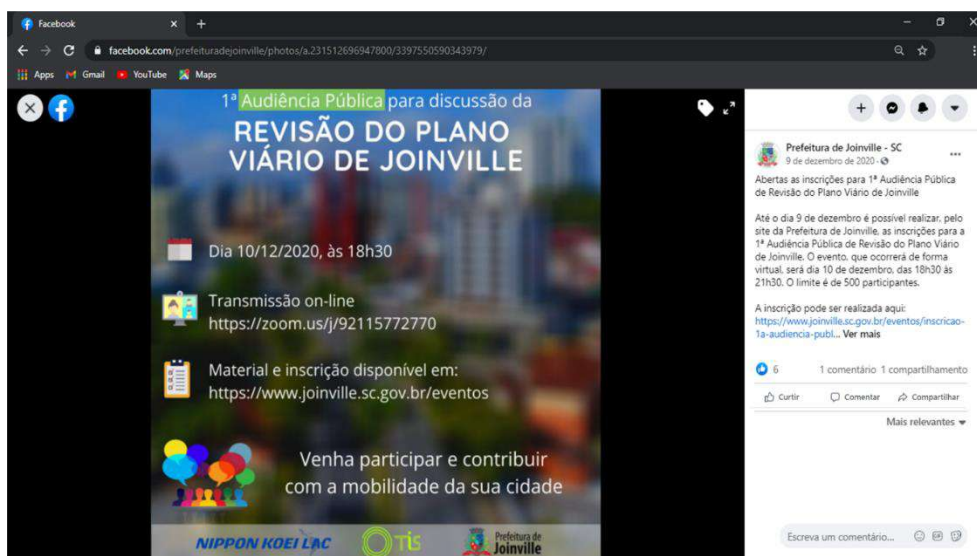 Facebook
facebook.com/prefeituradejoinville/photos/a.231512696947800/3397550590343979/
Apps Gmail YouTube Maps
1ª Audiência Pública para discussão da
REVISÃO DO PLANO
VIÁRIO DE JOINVILLE
Dia 10/12/2020, às 18h30
Transmissão on-line
https://zoom.us/j/92115772770
Material e inscrição disponível em:
https://www.joinville.sc.gov.br/eventos
Venha participar e contribuir
com a mobilidade da sua cidade
NIPPON KOEI LAC
TIS
Prefeitura de
Joinville
Prefeitura de Joinville - SC
9 de dezembro de 2020
Abertas as inscrições para 1ª Audiência Pública
de Revisão do Plano Viário de Joinville
Até o dia 9 de dezembro é possível realizar, pelo
site da Prefeitura de Joinville, as inscrições para a
1ª Audiência Pública de Revisão do Plano Viário
de Joinville. O evento, que ocorrerá de forma
virtual, será dia 10 de dezembro, das 18h30 às
21h30. O limite é de 500 participantes.
A inscrição pode ser realizada aqui:
https://www.joinville.sc.gov.br/eventos/inscricao-
1a-audiencia-publ... Ver mais
6 1 comentário 1 compartilhamento
Curtir Comentar Compartilhar
Mais relevantes
Escreva um comentário...